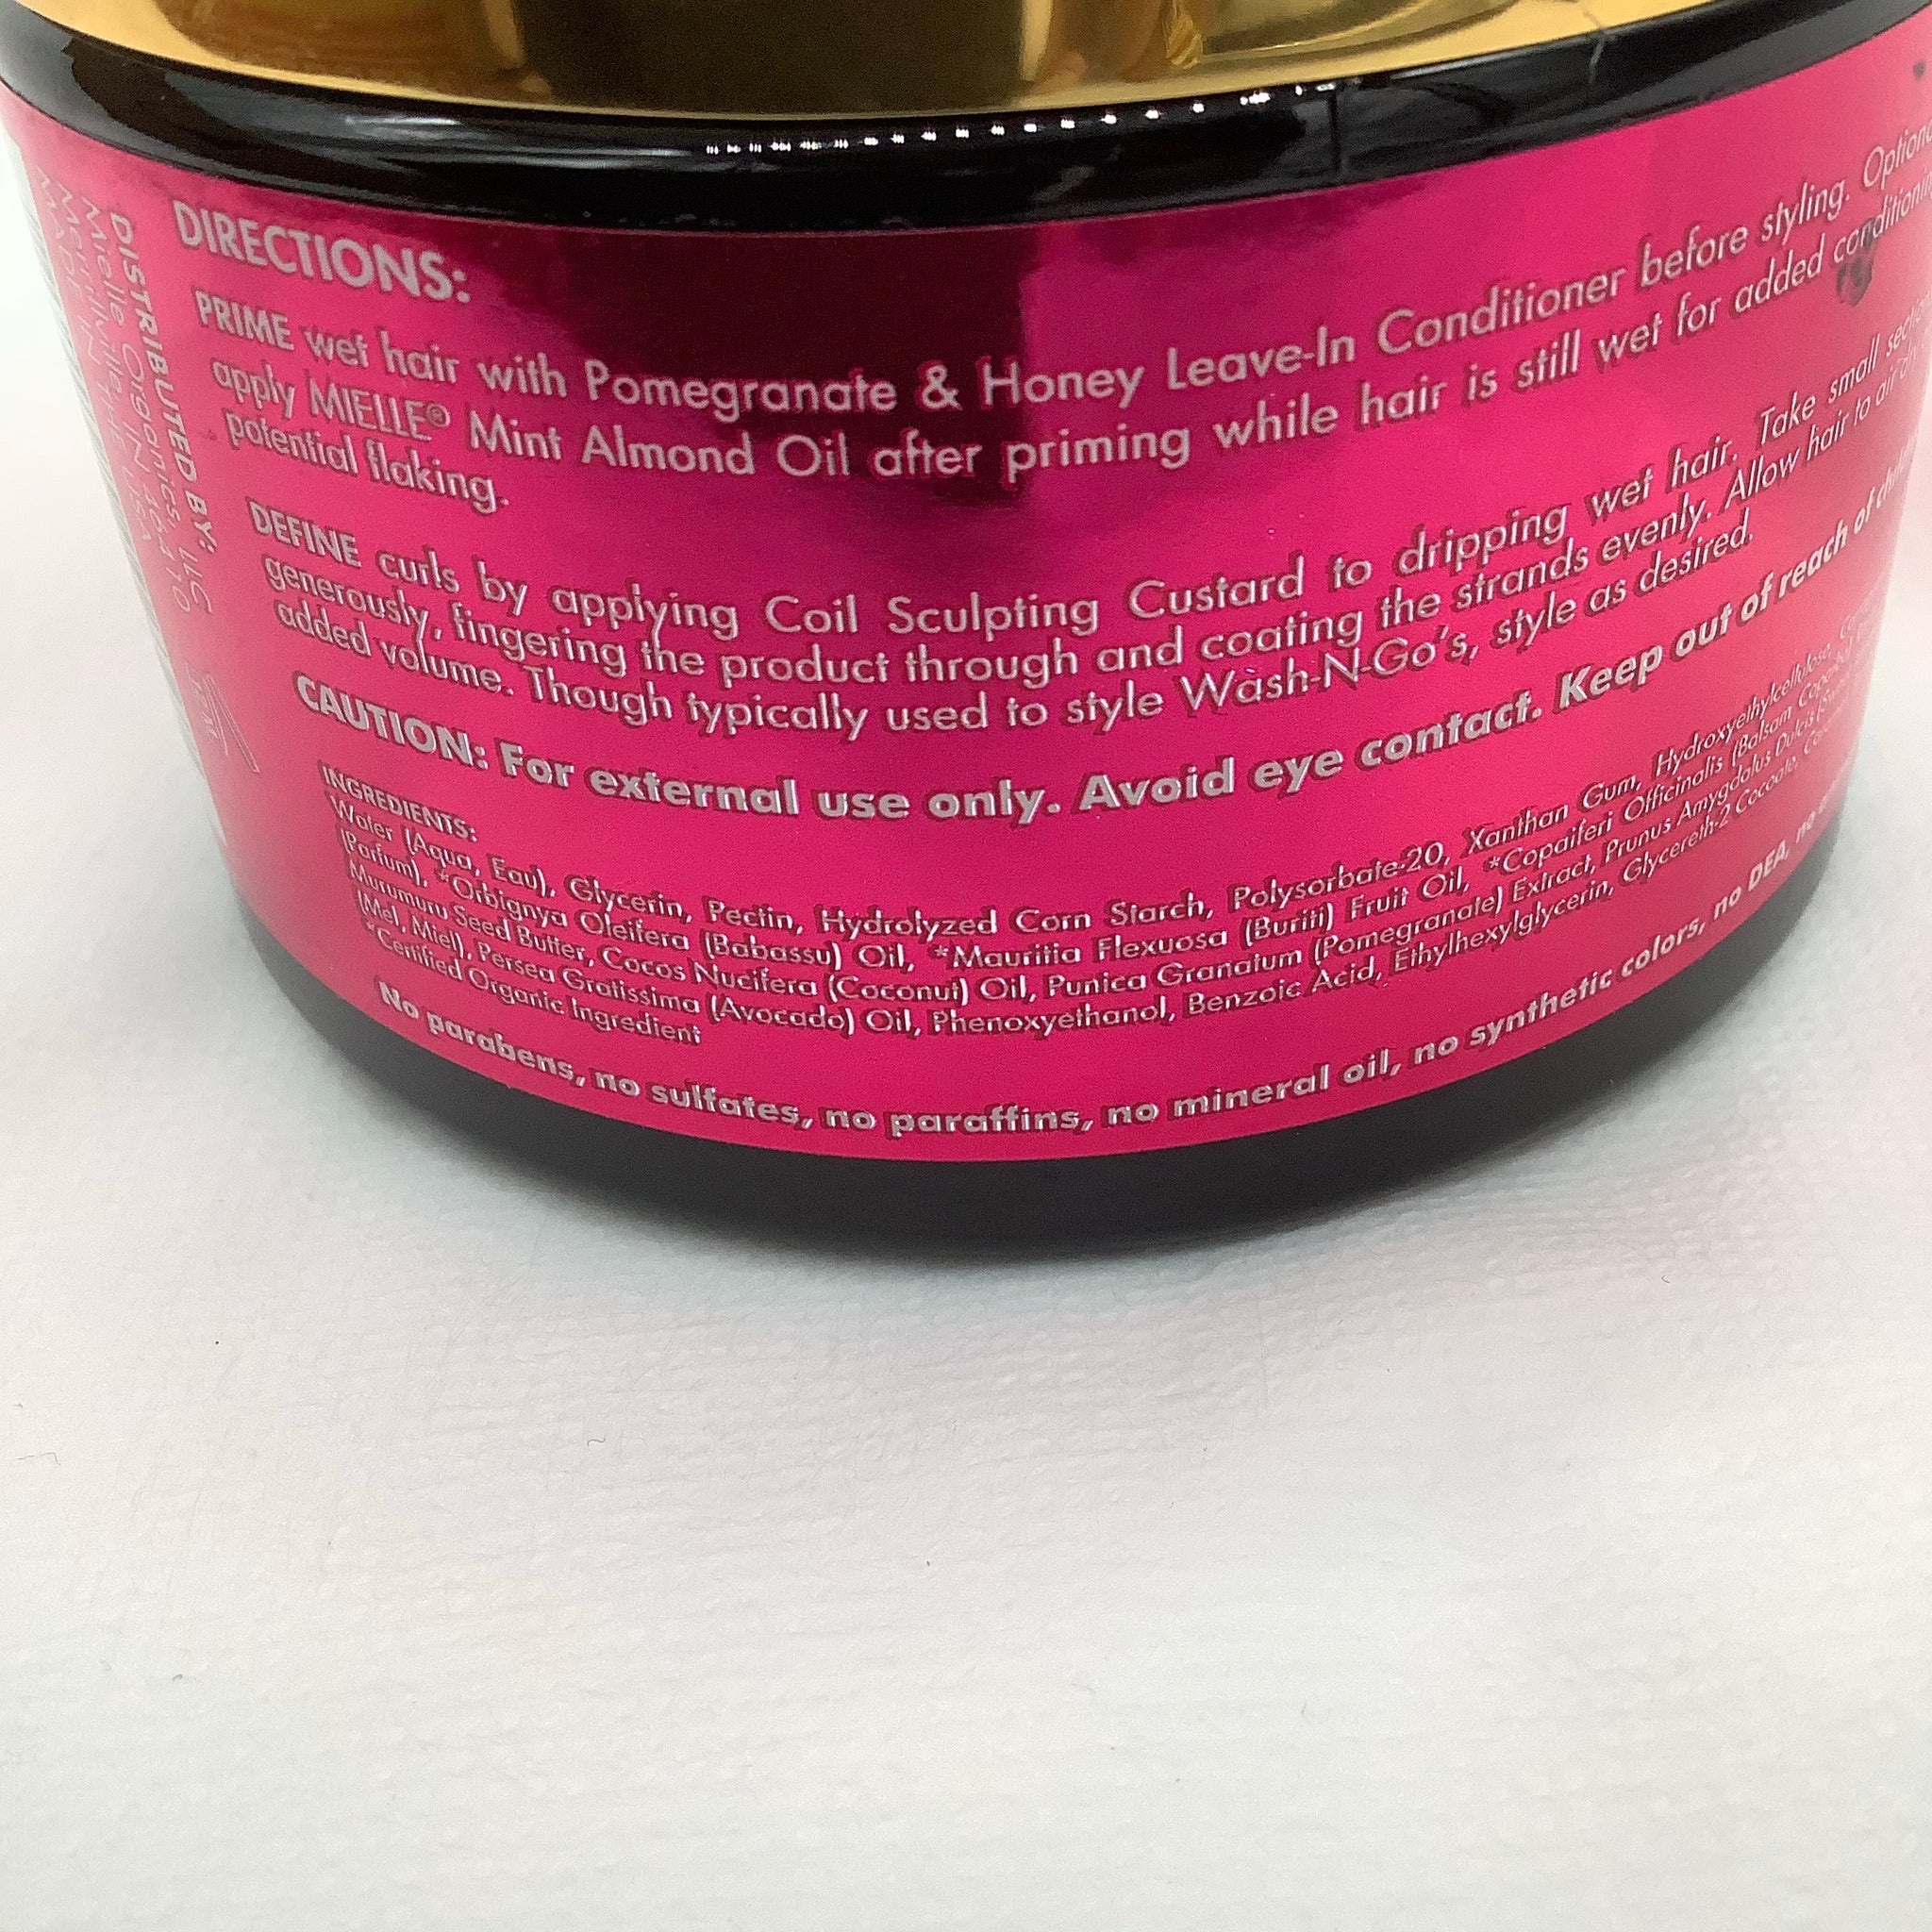 DIRECTIONS:
PRIME wet hair with Pomegranate & Honey Leave-In Conditioner before styling.
apply MIELLE® Mint Almond Oil after priming while hair is still wet for added
potential flaking.
DEFINE curls by applying Coil Sculpting Custard to dripping wet hair. Take small
generously, fingering the product through and coating the strands evenly. Allow hair to air
added volume. Though typically used to style Wash-N-Go's, style as desired.
CAUTION: For external use only. Avoid eye contact. Keep out of reach of
INGREDIENTS:
Water (Aqua, Eau), Glycerin, Pectin, Hydrolyzed Corn Starch, Polysorbate-20, Xanthan Gum, Hydroxyethylcellulose,
(Parfum), *Orbignya Oleifera (Babassu) Oil, *Mauritia Flexuosa (Buriti) Fruit Oil, *Copaiferi Officinalis (Balsam
Murumuru Seed Butter, Cocos Nucifera (Coconut) Oil, Punica Granatum (Pomegranate) Extract, Prunus Amygdalus Dulcis
(Mel, Miel), Persea Gratissima (Avocado) Oil, Phenoxyethanol, Benzoic Acid, Ethylhexylglycerin, Glycereth-2 Cocoate,
*Certified Organic Ingredient
No parabens, no sulfates, no paraffins, no mineral oil, no synthetic colors, no DEA, no
DISTRIBUTED BY:
Mielle Organics, LLC